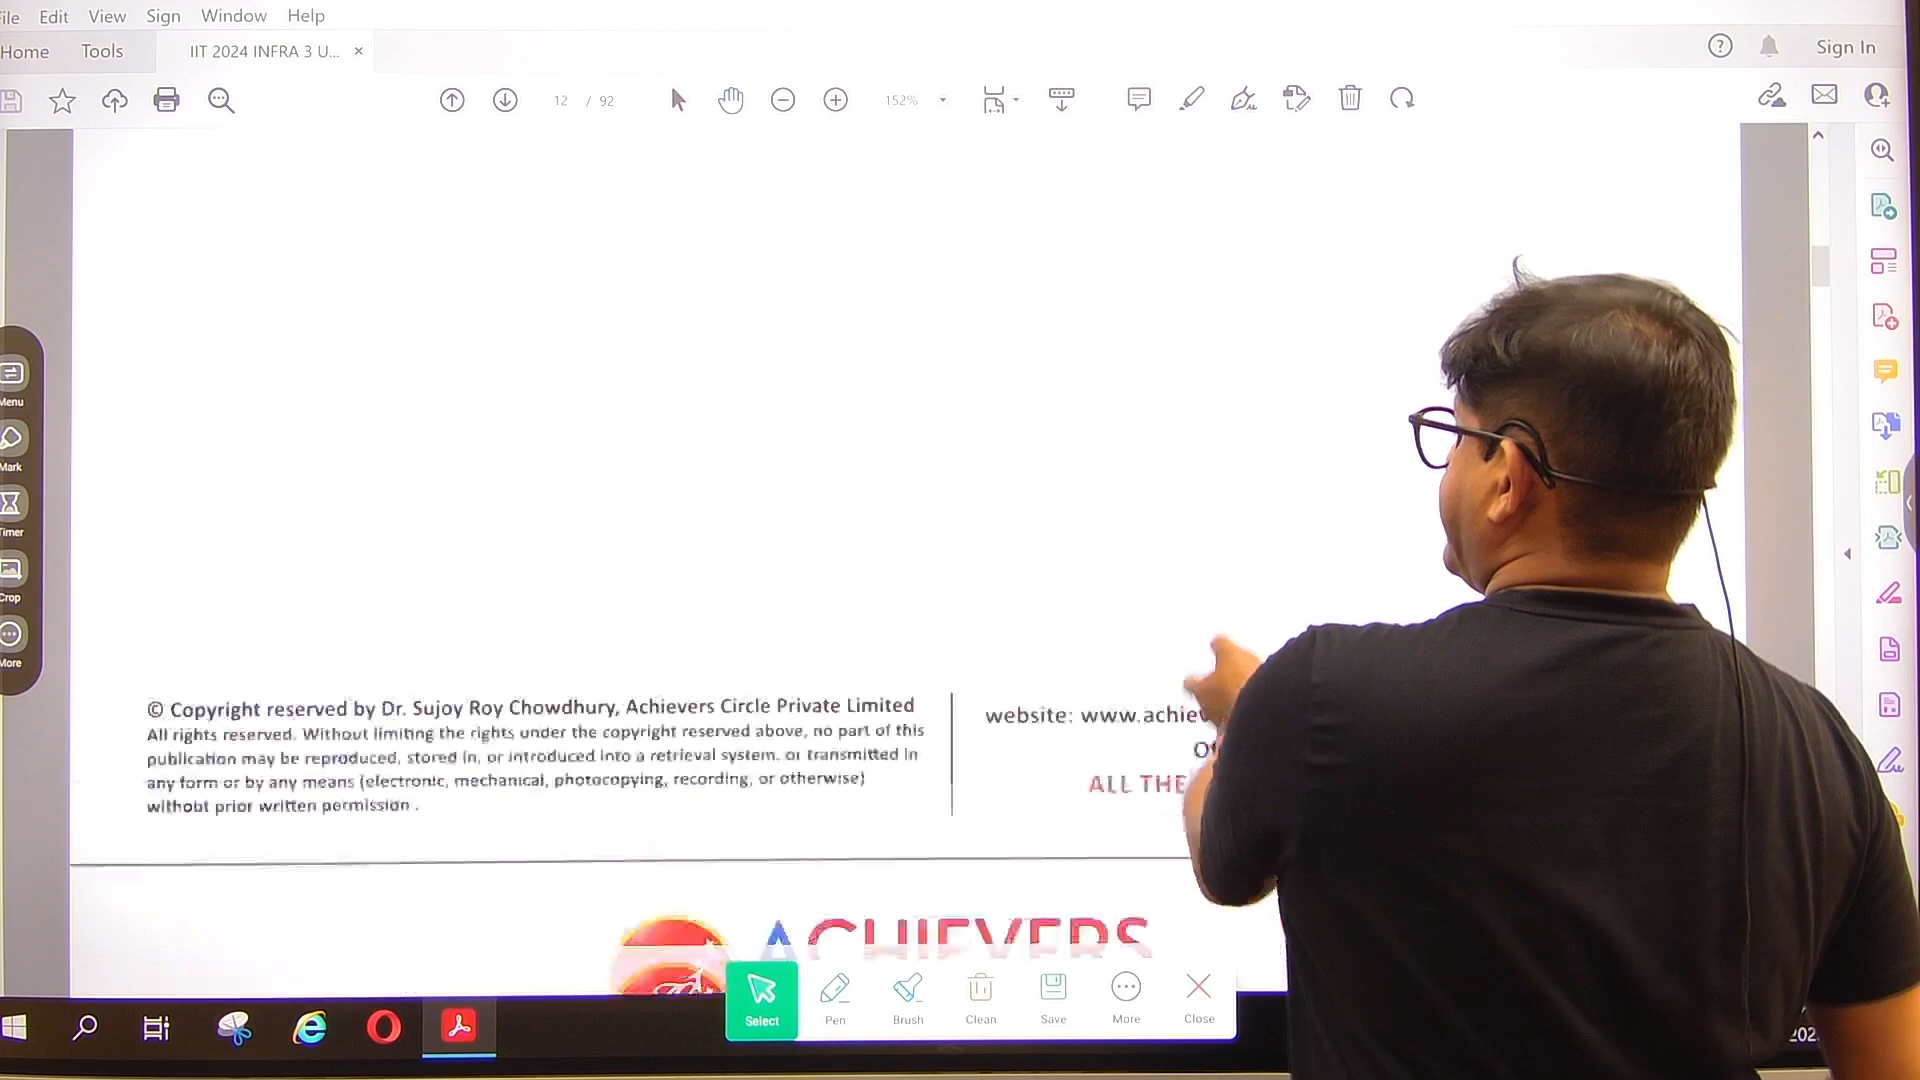 File Edit View Sign Window Help
Home Tools IIT 2024 INFRA 3 U... × Sign In
12 / 92 152%
Menu
Mark
Timer
Crop
More
© Copyright reserved by Dr. Sujoy Roy Chowdhury, Achievers Circle Private Limited
All rights reserved. Without limiting the rights under the copyright reserved above, no part of this
publication may be reproduced, stored in, or introduced into a retrieval system. or transmitted in
any form or by any means (electronic, mechanical, photocopying, recording, or otherwise)
without prior written permission .
website: www.achiev
ALL THE
ACHIEVERS
Select Pen Brush Clean Save More Close
202